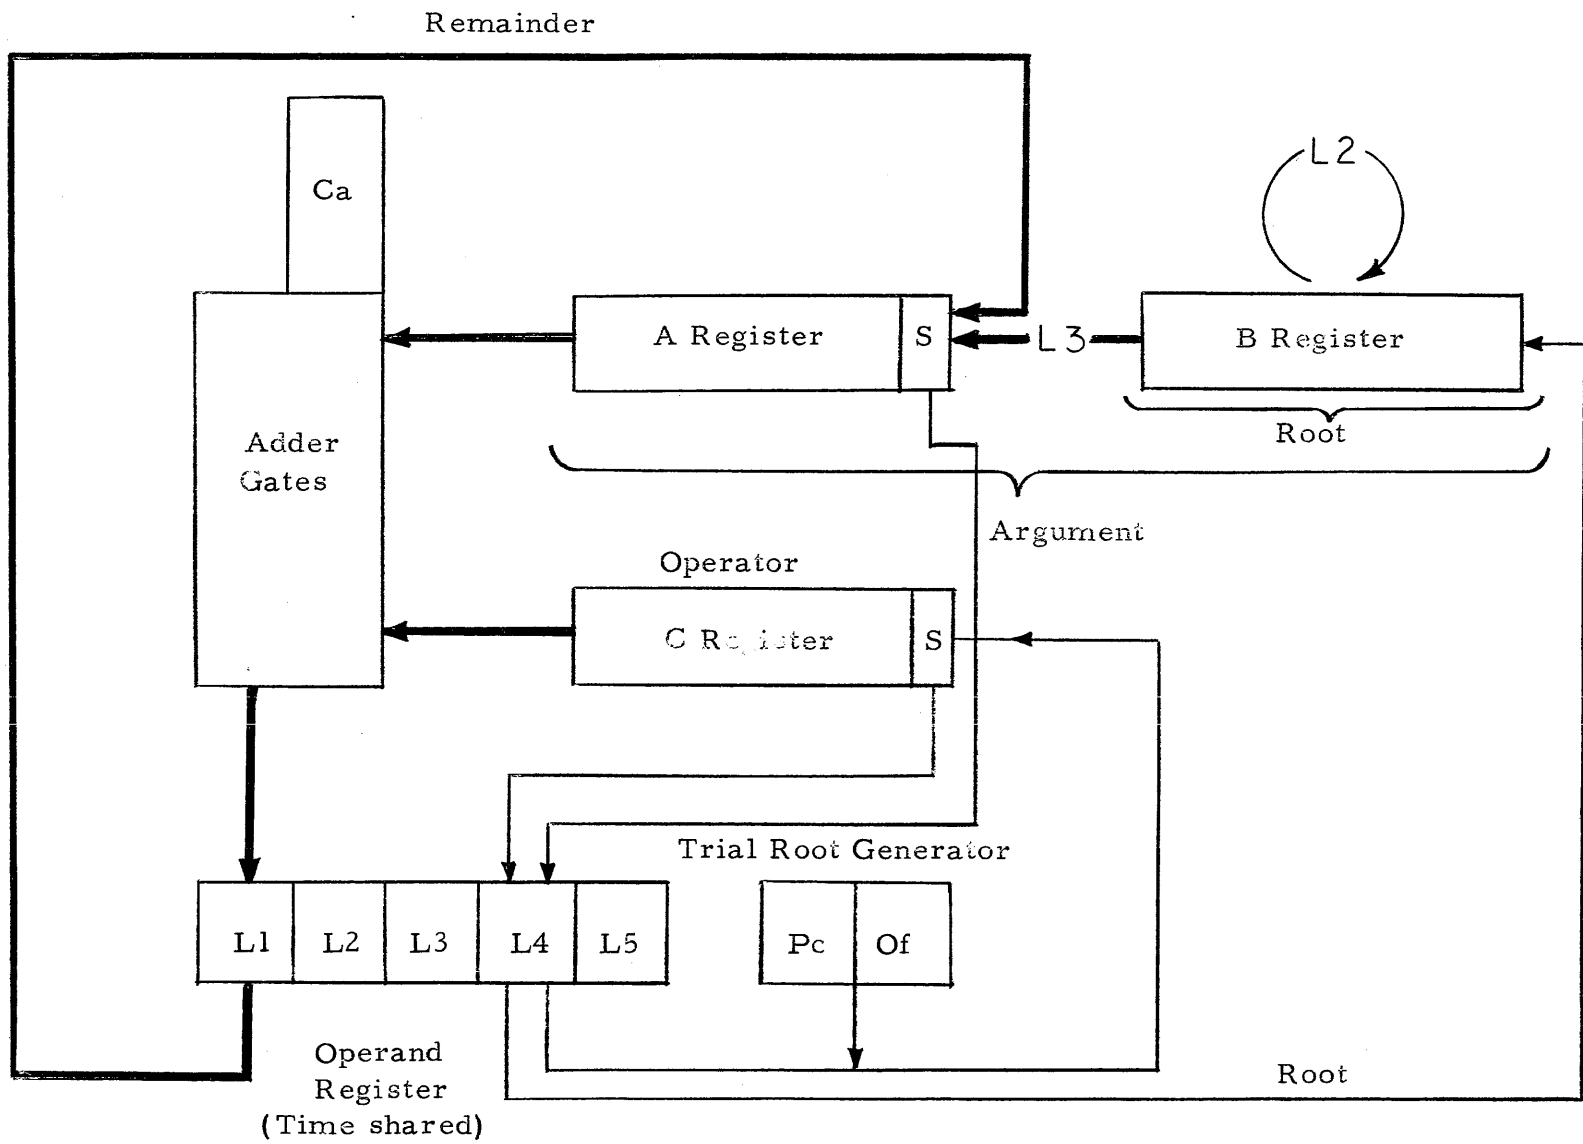 Remainder
Ca
L2
A Register
S
L3
B Register
Root
Adder
Gates
Argument
Operator
C Register
S
Trial Root Generator
L1
L2
L3
L4
L5
Pc
Of
Operand
Register
(Time shared)
Root